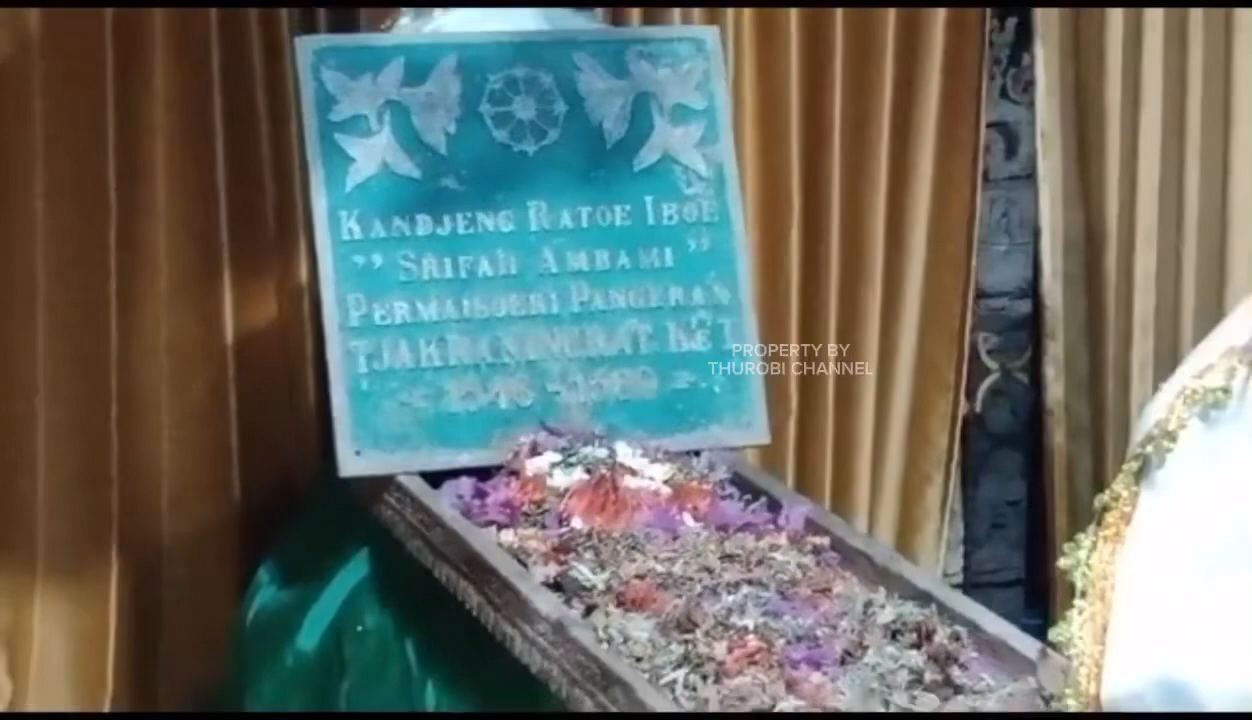 KANDJENG RATOE IBOE
" SRIFAH AMBAMI "
PERMAISOERI PANGERAN
TJAKRANINGRAT KE I
PROPERTY BY
THUROBI CHANNEL